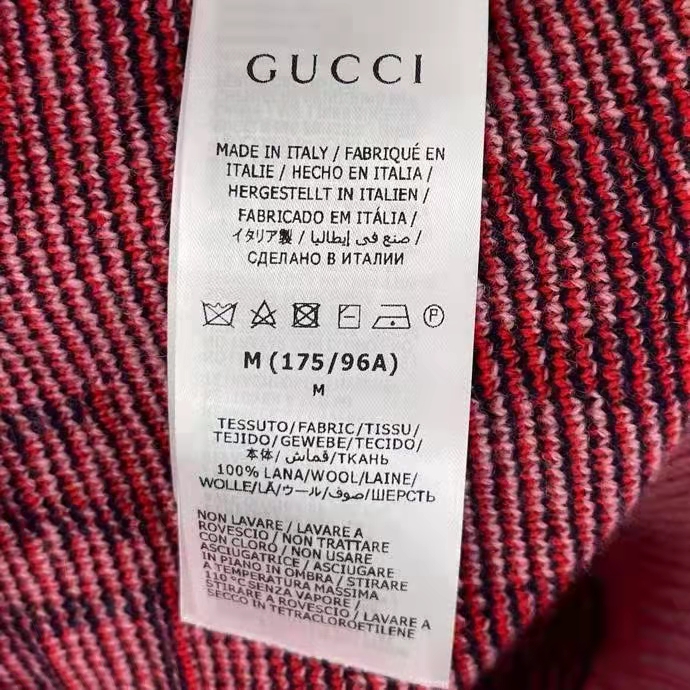 GUCCI
MADE IN ITALY / FABRIQUÉ EN
ITALIE / HECHO EN ITALIA /
HERGESTELLT IN ITALIEN /
FABRICADO EM ITÁLIA /
イタリア製 / صنع في إيطاليا /
СДЕЛАНО В ИТАЛИИ
P
M (175/96A)
M
TESSUTO/FABRIC/TISSU/
TEJIDO/GEWEBE/TECIDO/
本体/قماش/ТКАНЬ
100% LANA/WOOL/LAINE/
WOLLE/LÃ/ウール/صوف/ШЕРСТЬ
NON LAVARE / LAVARE A
ROVESCIO / NON TRATTARE
CON CLORO / NON USARE
ASCIUGATRICE / ASCIUGARE
IN PIANO IN OMBRA / STIRARE
A TEMPERATURA MASSIMA
110 °C SENZA VAPORE /
STIRARE A ROVESCIO / LAVARE A
SECCO IN TETRACLOROETILENE